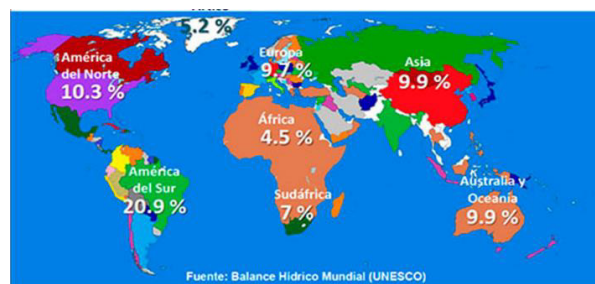 5.2 %
América
del Norte
10.3 %
Europa
9.7 %
Asia
9.9 %
África
4.5 %
América
del Sur
20.9 %
Sudáfrica
7 %
Australia y
Oceanía
9.9 %
Fuente: Balance Hídrico Mundial (UNESCO)